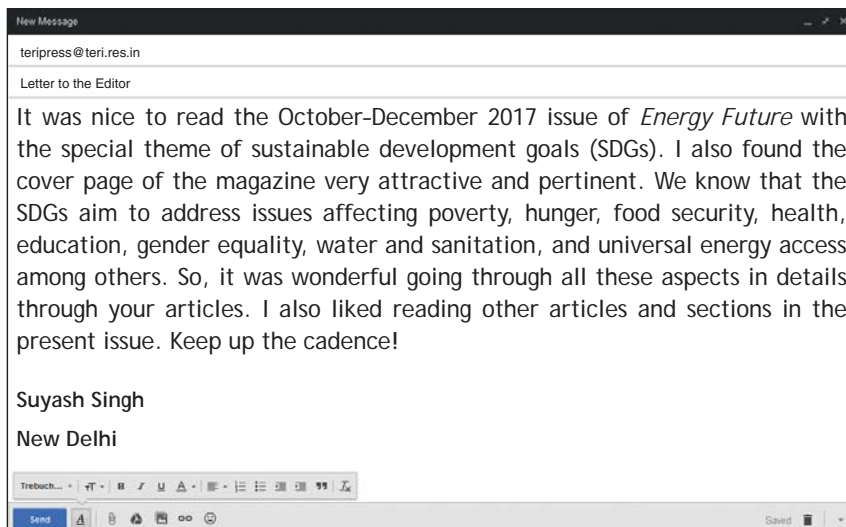 New Message
teripress@teri.res.in
Letter to the Editor
It was nice to read the October-December 2017 issue of Energy Future with
the special theme of sustainable development goals (SDGs). I also found the
cover page of the magazine very attractive and pertinent. We know that the
SDGs aim to address issues affecting poverty, hunger, food security, health,
education, gender equality, water and sanitation, and universal energy access
among others. So, it was wonderful going through all these aspects in details
through your articles. I also liked reading other articles and sections in the
present issue. Keep up the cadence!
Suyash Singh
New Delhi
Trebuch...
Send
Saved